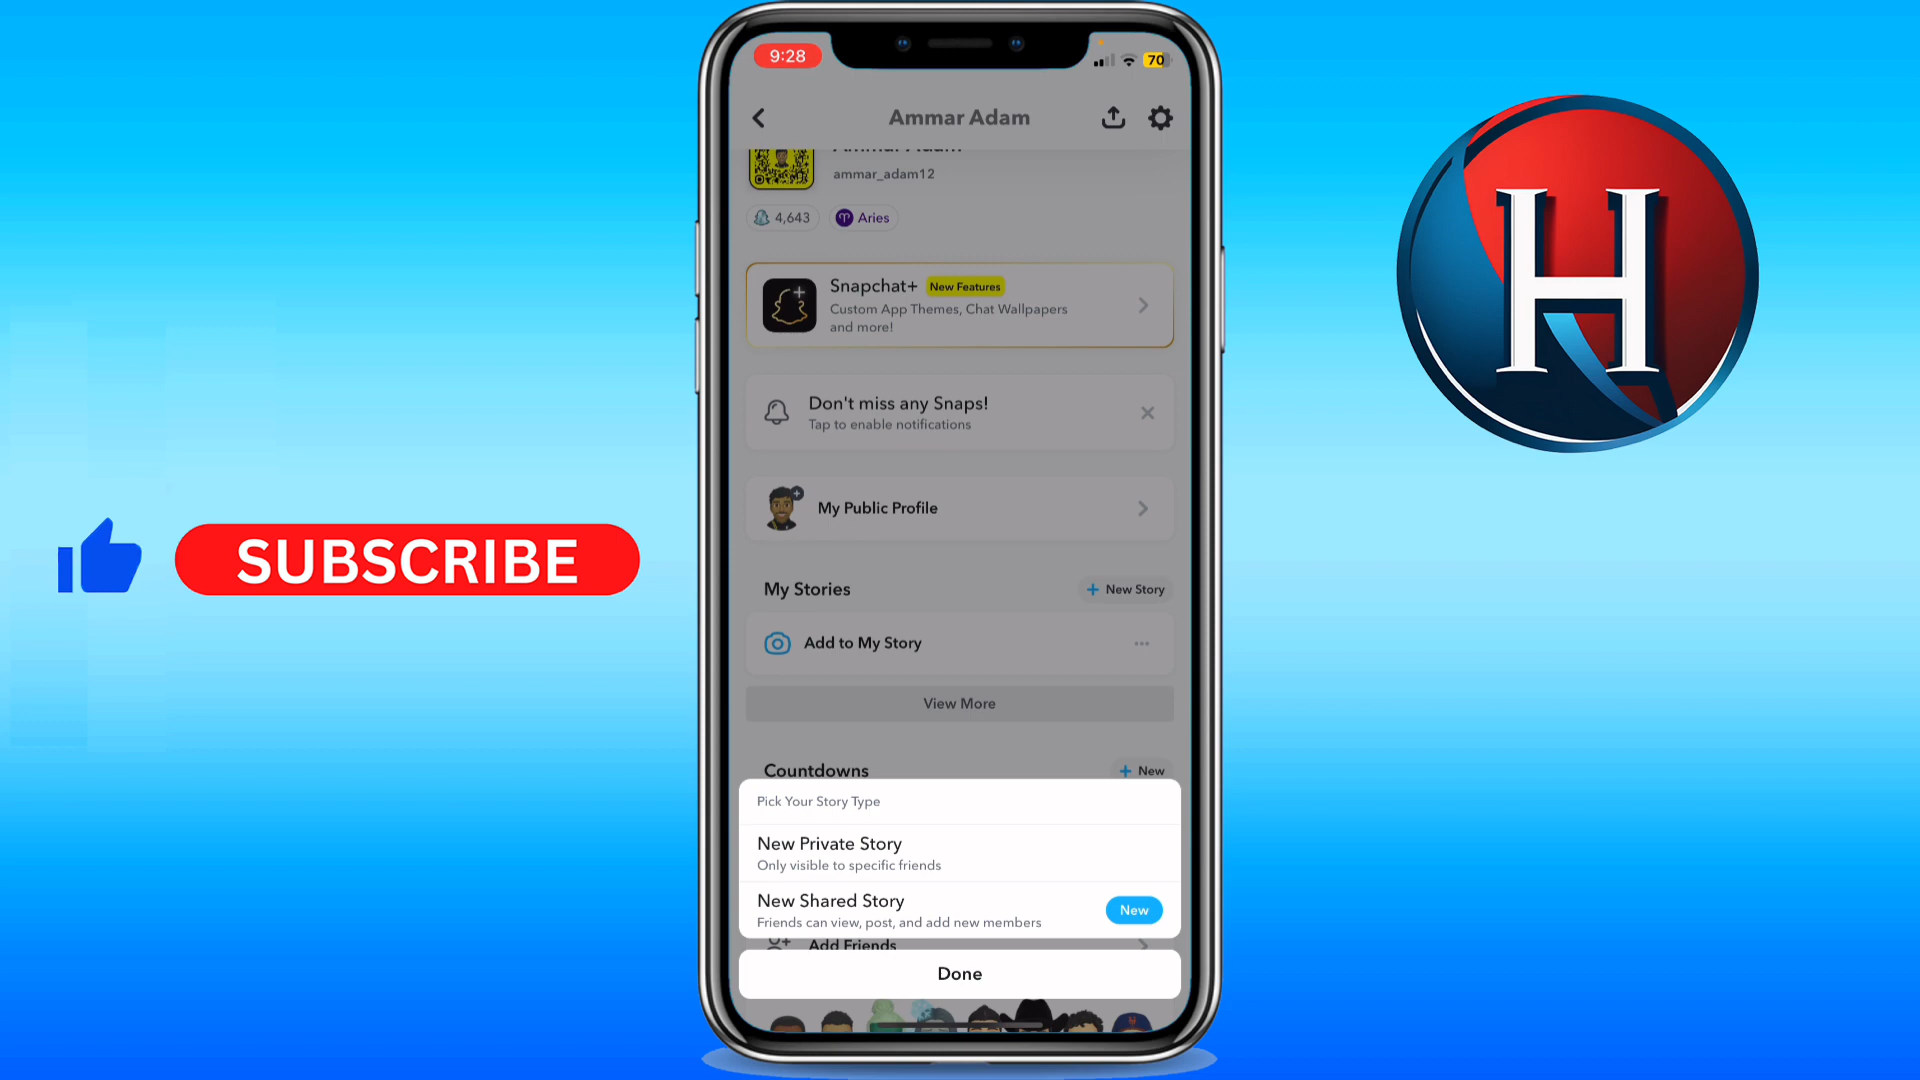 9:28
70
Ammar Adam
Ammar Adam
ammar_adam12
4,643
Aries
Snapchat+ New Features
Custom App Themes, Chat Wallpapers
and more!
Don't miss any Snaps!
Tap to enable notifications
My Public Profile
My Stories
+ New Story
Add to My Story
View More
Countdowns
+ New
Pick Your Story Type
New Private Story
Only visible to specific friends
New Shared Story
Friends can view, post, and add new members
New
Add Friends
Done
SUBSCRIBE
H